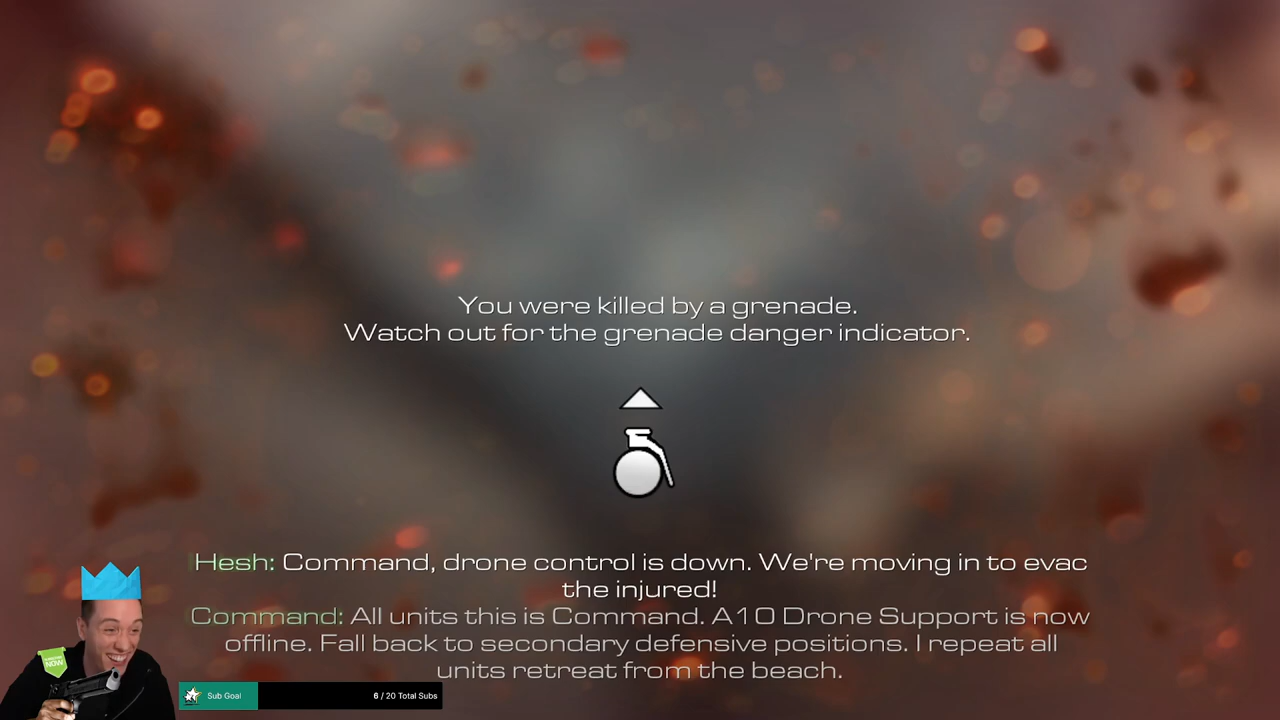 You were killed by a grenade.
Watch out for the grenade danger indicator.
Hesh: Command, drone control is down. We're moving in to evac
the injured!
Command: All units this is Command. A10 Drone Support is now
offline. Fall back to secondary defensive positions. I repeat all
units retreat from the beach.
NOW
Sub Goal
6 / 20 Total Subs